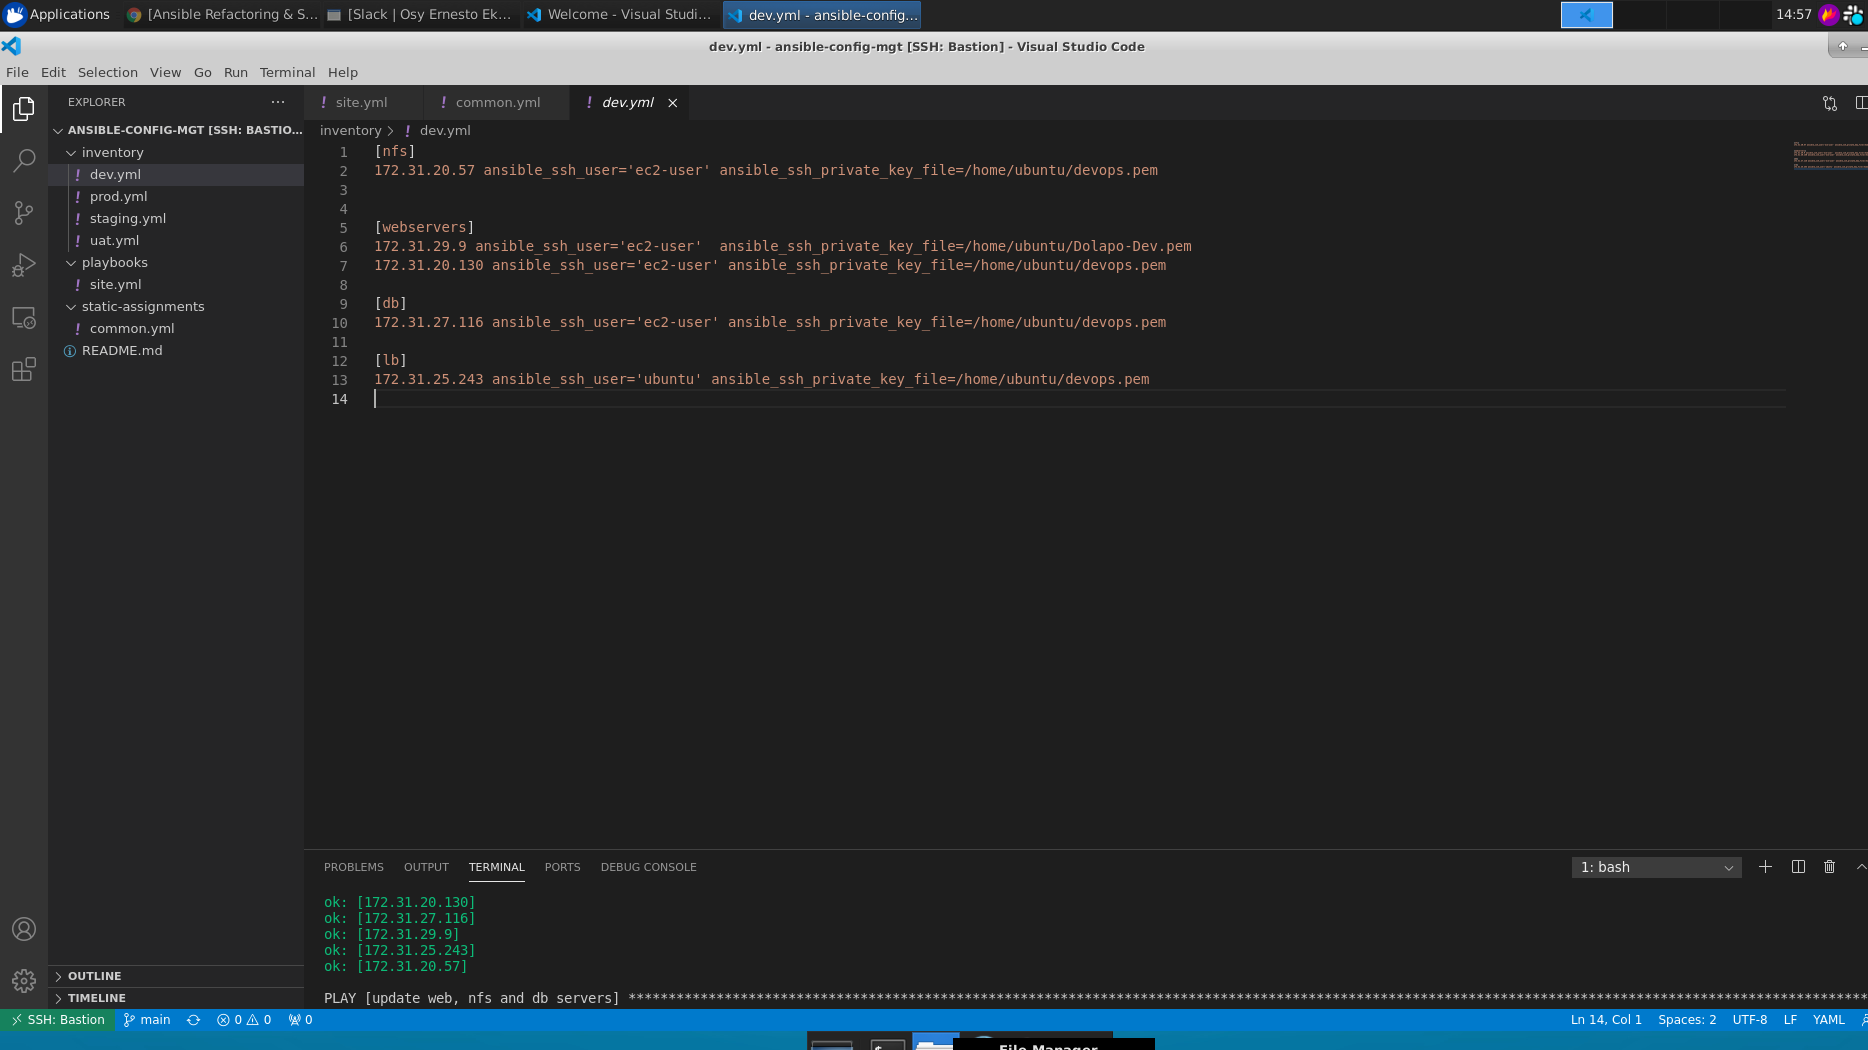 Applications [Ansible Refactoring & S... [Slack | Osy Ernesto Ek... Welcome - Visual Studi... dev.yml - ansible-config... 14:57
dev.yml - ansible-config-mgt [SSH: Bastion] - Visual Studio Code
File Edit Selection View Go Run Terminal Help
EXPLORER ···
ANSIBLE-CONFIG-MGT [SSH: BASTIO...
inventory
! dev.yml
! prod.yml
! staging.yml
! uat.yml
playbooks
! site.yml
static-assignments
! common.yml
README.md
OUTLINE
TIMELINE
! site.yml ! common.yml ! dev.yml ×
inventory > ! dev.yml
1 [nfs]
2 172.31.20.57 ansible_ssh_user='ec2-user' ansible_ssh_private_key_file=/home/ubuntu/devops.pem
3
4
5 [webservers]
6 172.31.29.9 ansible_ssh_user='ec2-user'  ansible_ssh_private_key_file=/home/ubuntu/Dolapo-Dev.pem
7 172.31.20.130 ansible_ssh_user='ec2-user' ansible_ssh_private_key_file=/home/ubuntu/devops.pem
8
9 [db]
10 172.31.27.116 ansible_ssh_user='ec2-user' ansible_ssh_private_key_file=/home/ubuntu/devops.pem
11
12 [lb]
13 172.31.25.243 ansible_ssh_user='ubuntu' ansible_ssh_private_key_file=/home/ubuntu/devops.pem
14
PROBLEMS OUTPUT TERMINAL PORTS DEBUG CONSOLE 1: bash
ok: [172.31.20.130]
ok: [172.31.27.116]
ok: [172.31.29.9]
ok: [172.31.25.243]
ok: [172.31.20.57]
PLAY [update web, nfs and db servers] ***********************************************************************************************************************************************************
SSH: Bastion main 0 0 0 Ln 14, Col 1 Spaces: 2 UTF-8 LF YAML
File Manager